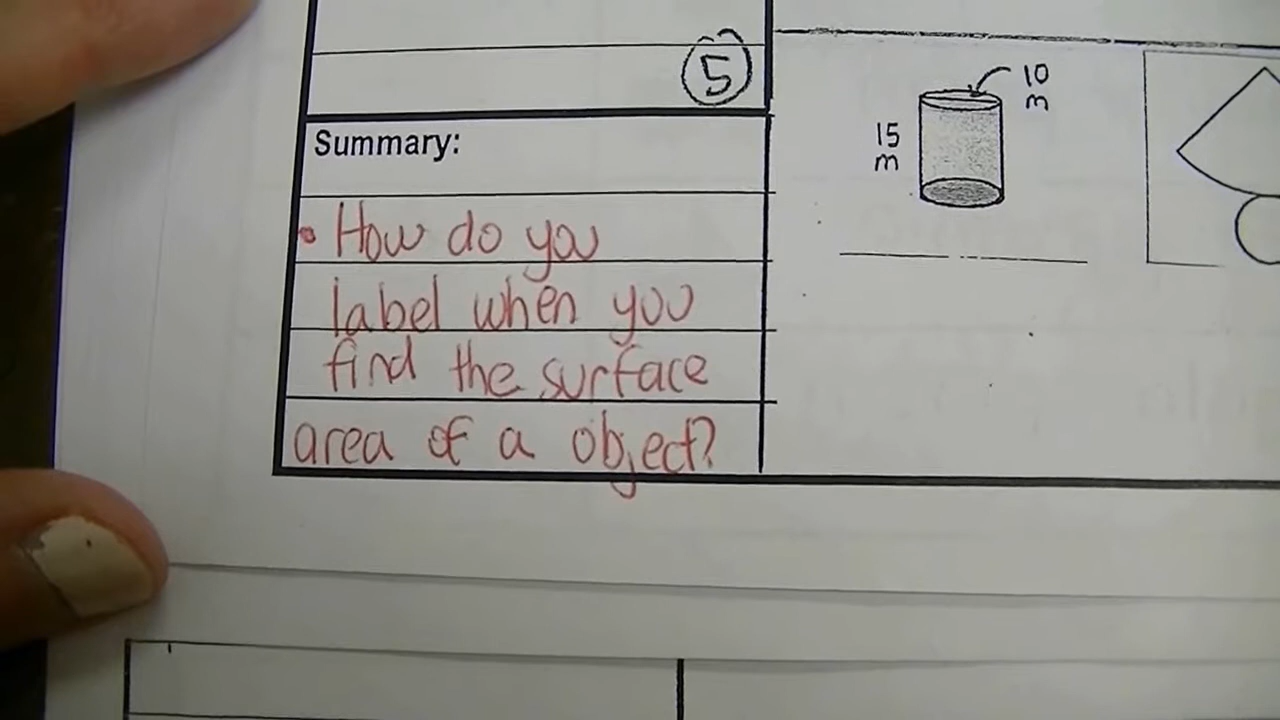 5
Summary:
• How do you
label when you
find the surface
area of a object?
10
m
15
m